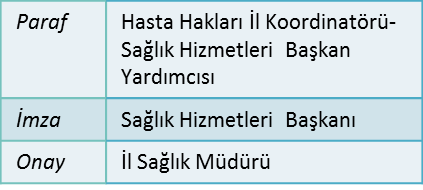 Paraf
Hasta Hakları İl Koordinatörü-
Sağlık Hizmetleri Başkan
Yardımcısı
İmza
Sağlık Hizmetleri Başkanı
Onay
İl Sağlık Müdürü